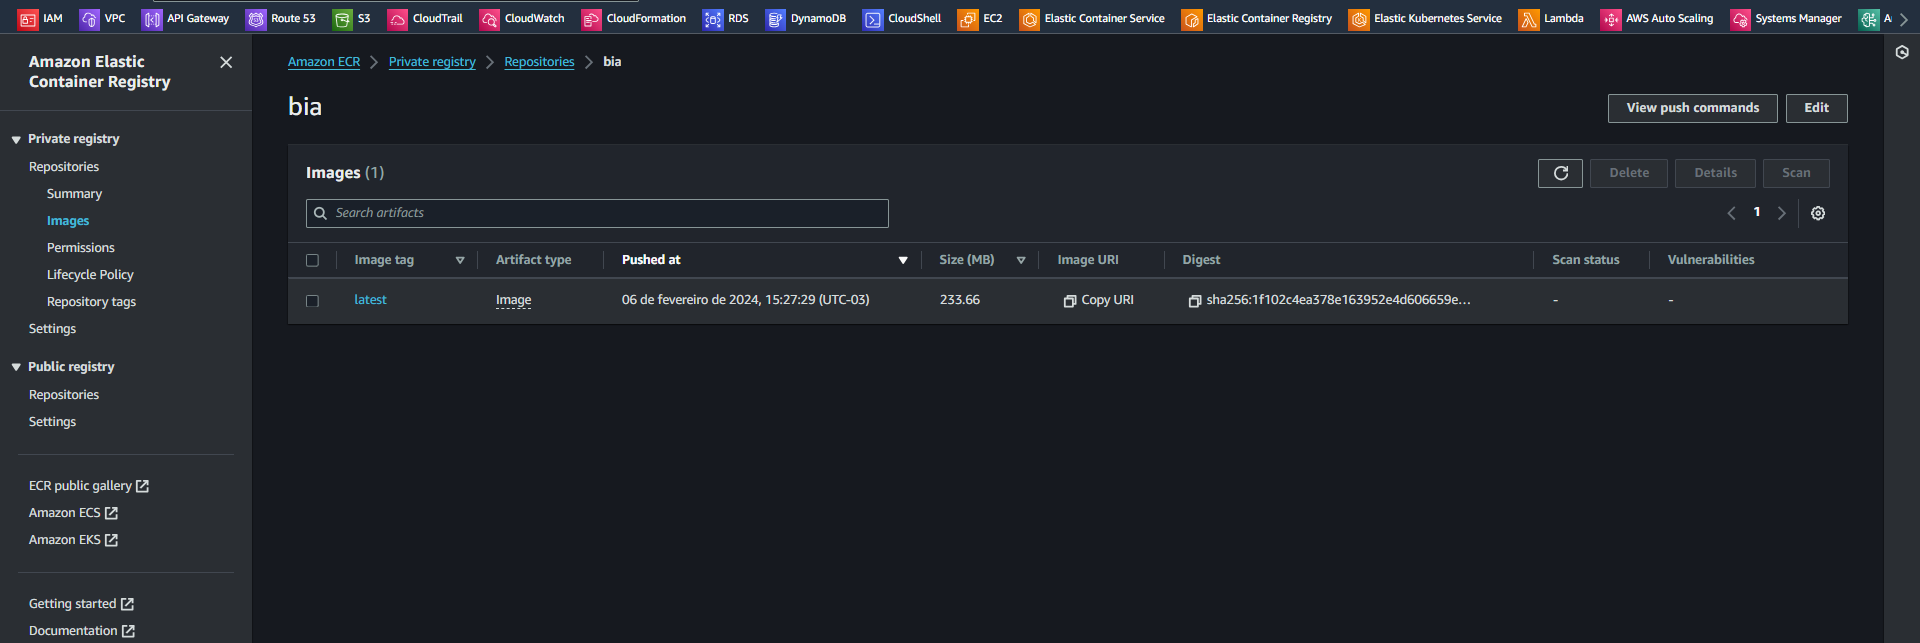 IAM VPC API Gateway Route 53 S3 CloudTrail CloudWatch CloudFormation RDS DynamoDB CloudShell EC2 Elastic Container Service Elastic Container Registry Elastic Kubernetes Service Lambda AWS Auto Scaling Systems Manager
Amazon Elastic
Container Registry
Private registry
Repositories
Summary
Images
Permissions
Lifecycle Policy
Repository tags
Settings
Public registry
Repositories
Settings
ECR public gallery
Amazon ECS
Amazon EKS
Getting started
Documentation
Amazon ECR Private registry Repositories bia
bia
View push commands Edit
Images (1)
Delete Details Scan
Search artifacts
1
Image tag Artifact type Pushed at Size (MB) Image URI Digest Scan status Vulnerabilities
latest Image 06 de fevereiro de 2024, 15:27:29 (UTC-03) 233.66 Copy URI sha256:1f102c4ea378e163952e4d606659e... - -